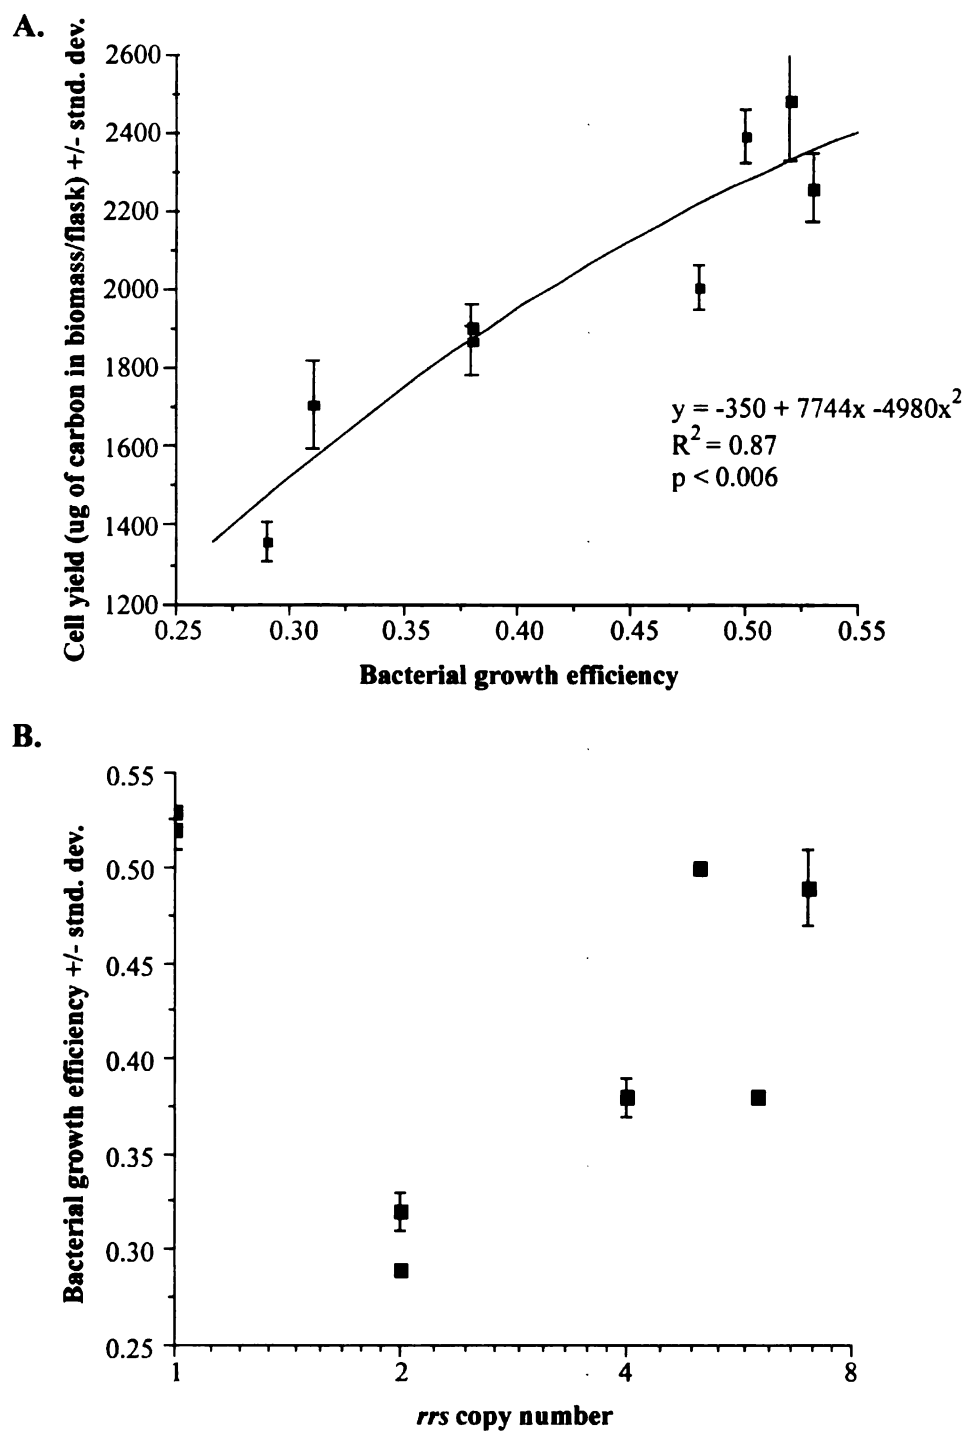 A.
Cell yield (ug of carbon in biomass/flask) +/- stnd. dev.
2600
2400
2200
2000
1800
1600
1400
1200
y = -350 + 7744x -4980x²
R² = 0.87
p < 0.006
0.25 0.30 0.35 0.40 0.45 0.50 0.55
Bacterial growth efficiency
B.
Bacterial growth efficiency +/- stnd. dev.
0.55
0.50
0.45
0.40
0.35
0.30
0.25
1 2 4 8
rrs copy number